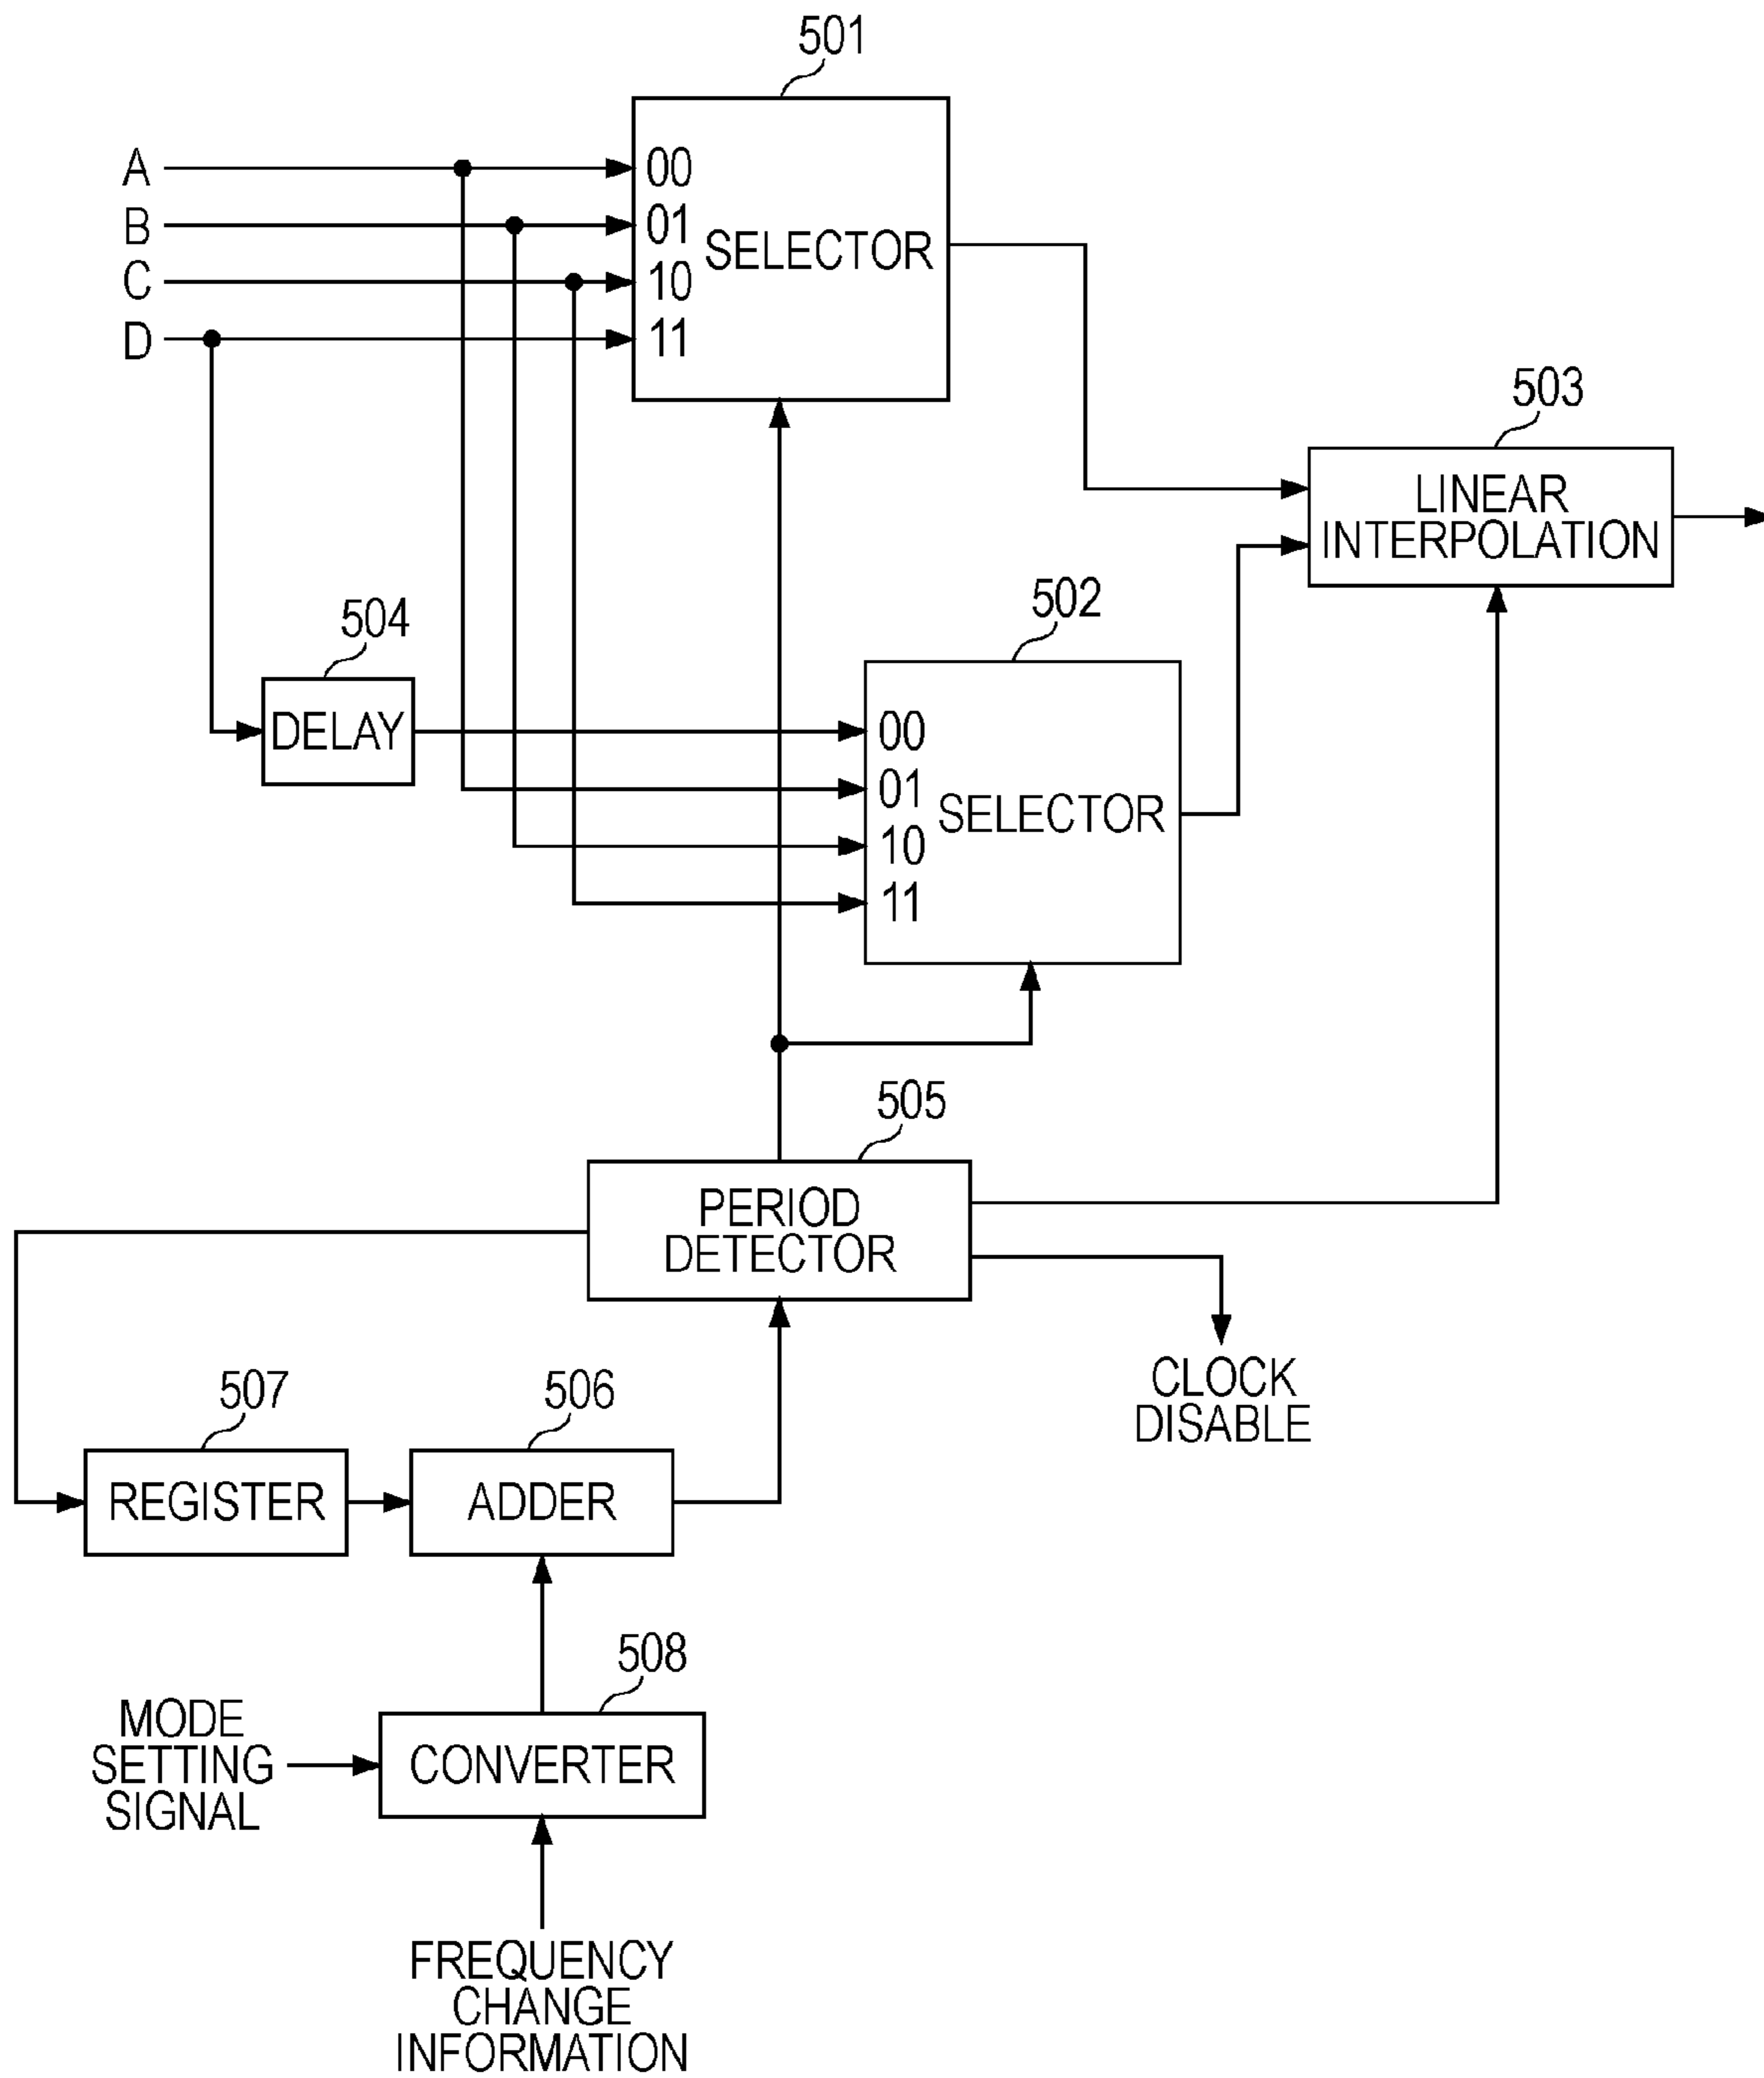 501
A
00
B
01
SELECTOR
C
10
D
11
503
LINEAR
INTERPOLATION
504
502
DELAY
00
01
SELECTOR
10
11
505
PERIOD
DETECTOR
CLOCK
DISABLE
507
506
REGISTER
ADDER
508
MODE
SETTING
SIGNAL
CONVERTER
FREQUENCY
CHANGE
INFORMATION